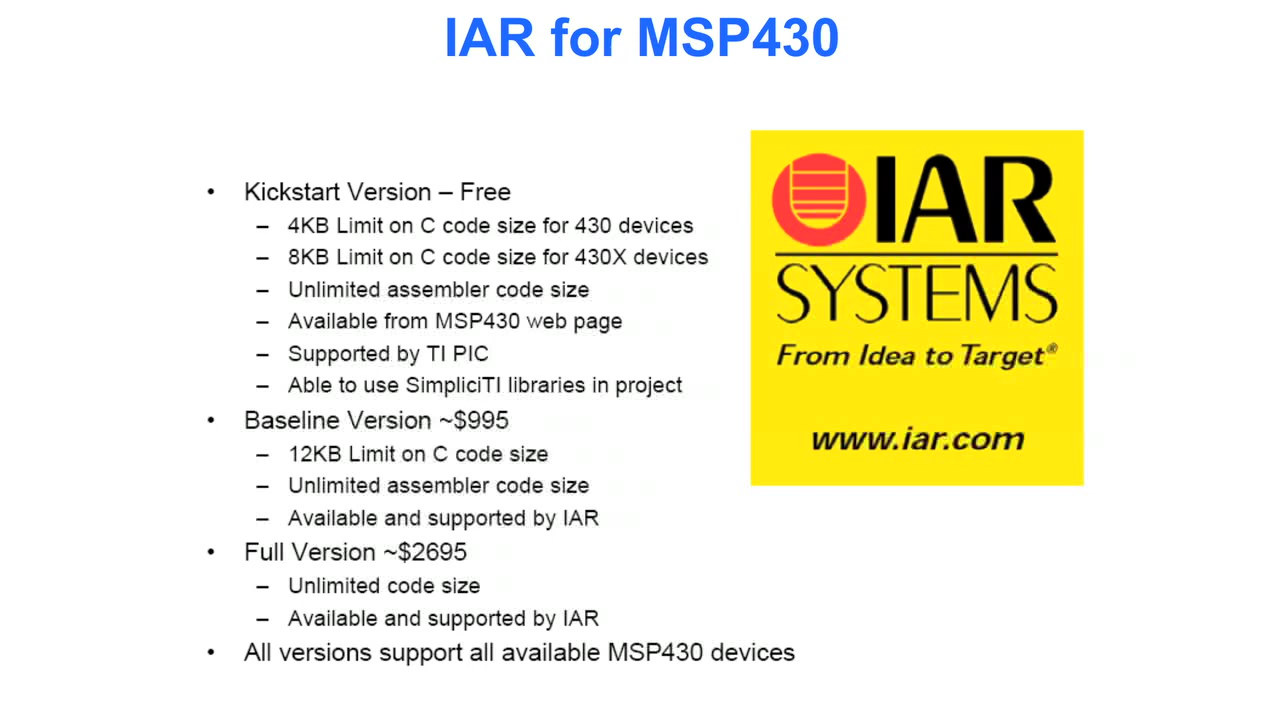 IAR for MSP430
• Kickstart Version – Free
– 4KB Limit on C code size for 430 devices
– 8KB Limit on C code size for 430X devices
– Unlimited assembler code size
– Available from MSP430 web page
– Supported by TI PIC
– Able to use SimpliciTI libraries in project
• Baseline Version ~$995
– 12KB Limit on C code size
– Unlimited assembler code size
– Available and supported by IAR
• Full Version ~$2695
– Unlimited code size
– Available and supported by IAR
• All versions support all available MSP430 devices
IAR
SYSTEMS
From Idea to Target®
www.iar.com